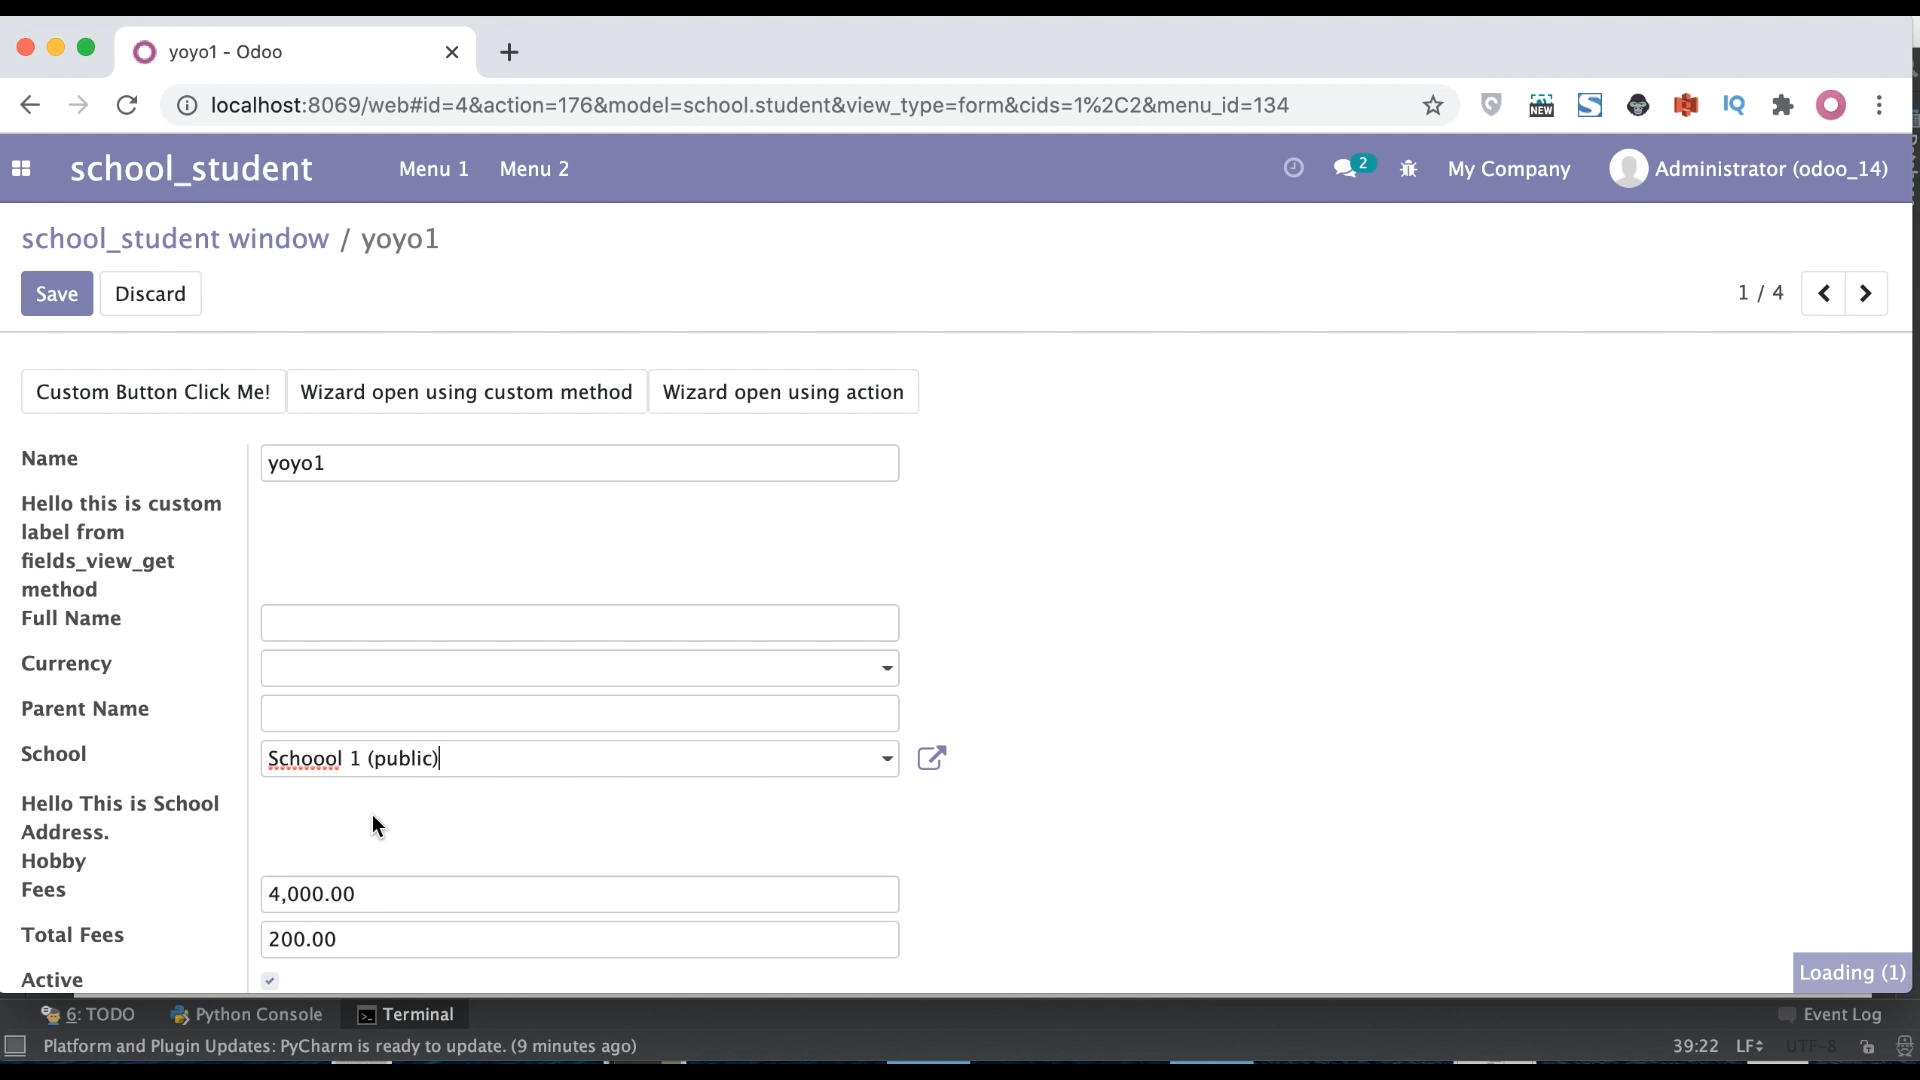 yoyo1 - Odoo
localhost:8069/web#id=4&action=176&model=school.student&view_type=form&cids=1%2C2&menu_id=134
NEW
IQ
school_student
Menu 1
Menu 2
2
My Company
Administrator (odoo_14)
school_student window / yoyo1
Save
Discard
1 / 4
Custom Button Click Me!
Wizard open using custom method
Wizard open using action
Name
yoyo1
Hello this is custom
label from
fields_view_get
method
Full Name
Currency
Parent Name
School
Schoool 1 (public)
Hello This is School
Address.
Hobby
Fees
4,000.00
Total Fees
200.00
Active
Loading (1)
6: TODO
Python Console
Terminal
Event Log
Platform and Plugin Updates: PyCharm is ready to update. (9 minutes ago)
39:22
LF
UTF-8